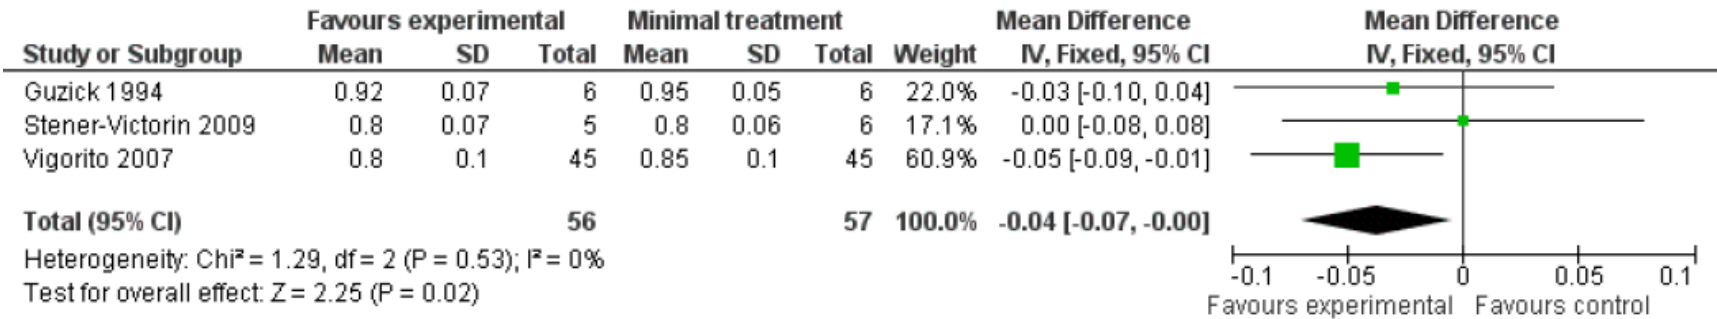 Favours experimental Minimal treatment Mean Difference Mean Difference
Study or Subgroup Mean SD Total Mean SD Total Weight IV, Fixed, 95% CI IV, Fixed, 95% CI
Guzick 1994 0.92 0.07 6 0.95 0.05 6 22.0% -0.03 [-0.10, 0.04]
Stener-Victorin 2009 0.8 0.07 5 0.8 0.06 6 17.1% 0.00 [-0.08, 0.08]
Vigorito 2007 0.8 0.1 45 0.85 0.1 45 60.9% -0.05 [-0.09, -0.01]
Total (95% CI) 56 57 100.0% -0.04 [-0.07, -0.00]
Heterogeneity: Chi² = 1.29, df = 2 (P = 0.53); I² = 0%
Test for overall effect: Z = 2.25 (P = 0.02)
-0.1 -0.05 0 0.05 0.1
Favours experimental Favours control